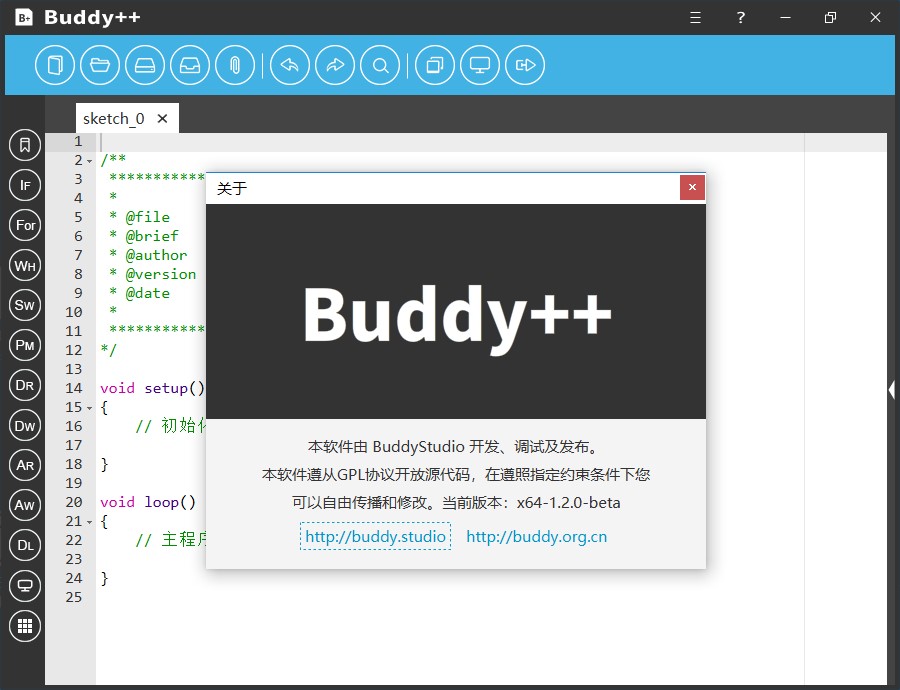 B+ Buddy++
sketch_0
1
2 /**
3 ***********
4 *
5 * @file
6 * @brief
7 * @author
8 * @version
9 * @date
10 *
11 ***********
12 */
13
14 void setup()
15 {
16 // 初始化
17
18 }
19
20 void loop()
21 {
22 // 主程序
23
24 }
25
IF
For
WH
SW
PM
DR
DW
AR
AW
DL
关于
Buddy++
本软件由 BuddyStudio 开发、调试及发布。
本软件遵从GPL协议开放源代码，在遵照指定约束条件下您
可以自由传播和修改。当前版本：x64-1.2.0-beta
http://buddy.studio http://buddy.org.cn